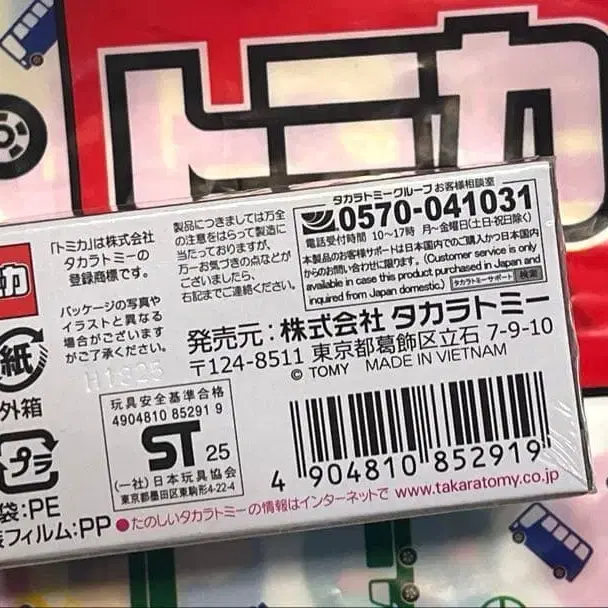 トミカ
「トミカ」は株式会社
タカラトミーの
登録商標です。
パッケージの写真や
イラストと異なる
場合がございます
がご了承ください。
製品につきましては万全
の注意をはらって製造に
当たっておりますが、
万一お気づきの点などが
ございましたら、
右記までご連絡ください。
タカラトミーグループ お客様相談室
0570-041031
電話受付時間 10〜17時 月〜金曜日(土・日・祝日除く)
本製品のお客様サポートは日本国内でのご購入かつ日本国内
からのお問い合わせに限ります。(Customer service is only
available in case this product purchased in Japan and
inquired from Japan domestic.) タカラトミーサポート 検索
発売元:株式会社 タカラトミー
〒124-8511 東京都葛飾区立石 7-9-10
© TOMY MADE IN VIETNAM
カ
紙
外箱
プラ
袋:PE
フィルム:PP
玩具安全基準合格
4904810 85291 9
ST 25
(一社)日本玩具協会
東京都墨田区東駒形4-22-4
4 904810 852919
●たのしいタカラトミーの情報はインターネットで www.takaratomy.co.jp